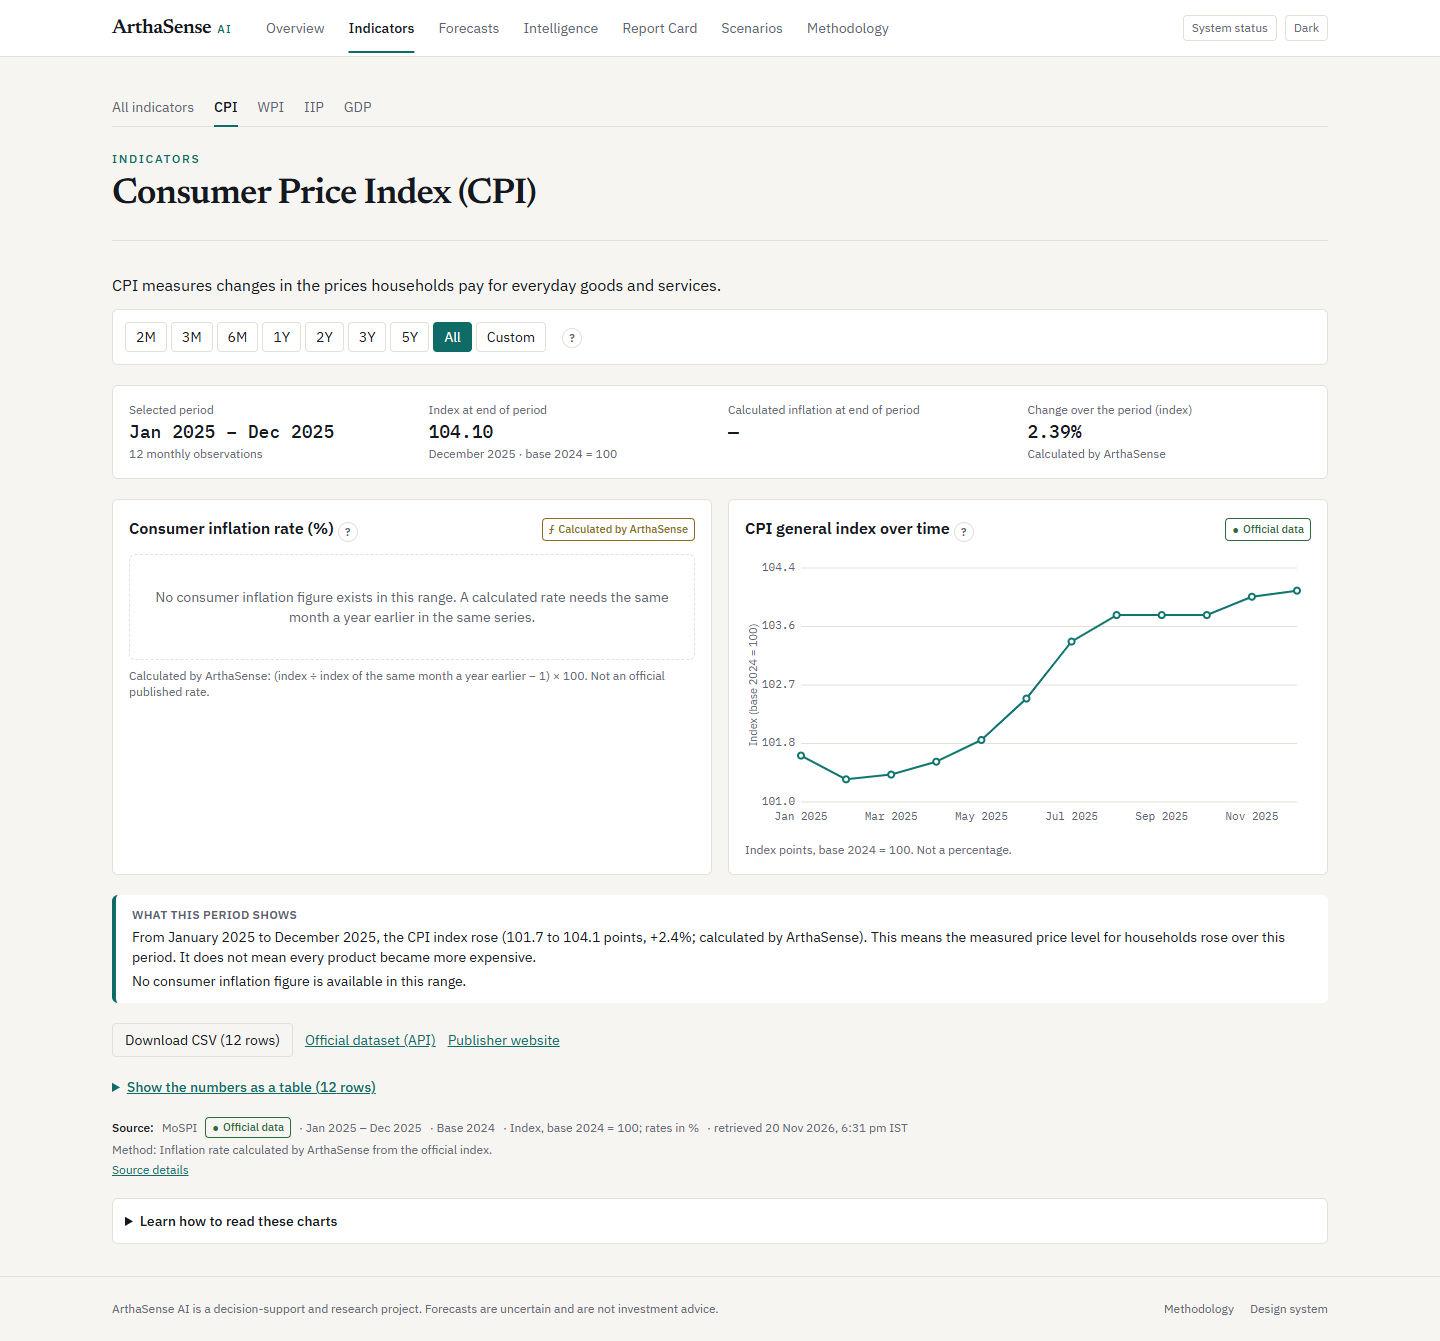 ArthaSense AI
Overview
Indicators
Forecasts
Intelligence
Report Card
Scenarios
Methodology
System status
Dark
All indicators
CPI
WPI
IIP
GDP
INDICATORS
Consumer Price Index (CPI)
CPI measures changes in the prices households pay for everyday goods and services.
2M
3M
6M
1Y
2Y
3Y
5Y
All
Custom
?
Selected period
Jan 2025 – Dec 2025
12 monthly observations
Index at end of period
104.10
December 2025 · base 2024 = 100
Calculated inflation at end of period
—
Change over the period (index)
2.39%
Calculated by ArthaSense
Consumer inflation rate (%) ?
ƒ Calculated by ArthaSense
No consumer inflation figure exists in this range. A calculated rate needs the same
month a year earlier in the same series.
Calculated by ArthaSense: (index ÷ index of the same month a year earlier − 1) × 100. Not an official
published rate.
CPI general index over time ?
● Official data
Index (base 2024 = 100)
104.4
103.6
102.7
101.8
101.0
Jan 2025
Mar 2025
May 2025
Jul 2025
Sep 2025
Nov 2025
Index points, base 2024 = 100. Not a percentage.
WHAT THIS PERIOD SHOWS
From January 2025 to December 2025, the CPI index rose (101.7 to 104.1 points, +2.4%; calculated by ArthaSense). This means the measured price level for households rose over this
period. It does not mean every product became more expensive.
No consumer inflation figure is available in this range.
Download CSV (12 rows)
Official dataset (API)
Publisher website
Show the numbers as a table (12 rows)
Source: MoSPI ● Official data · Jan 2025 – Dec 2025 · Base 2024 · Index, base 2024 = 100; rates in % · retrieved 20 Nov 2026, 6:31 pm IST
Method: Inflation rate calculated by ArthaSense from the official index.
Source details
Learn how to read these charts
ArthaSense AI is a decision-support and research project. Forecasts are uncertain and are not investment advice.
Methodology
Design system